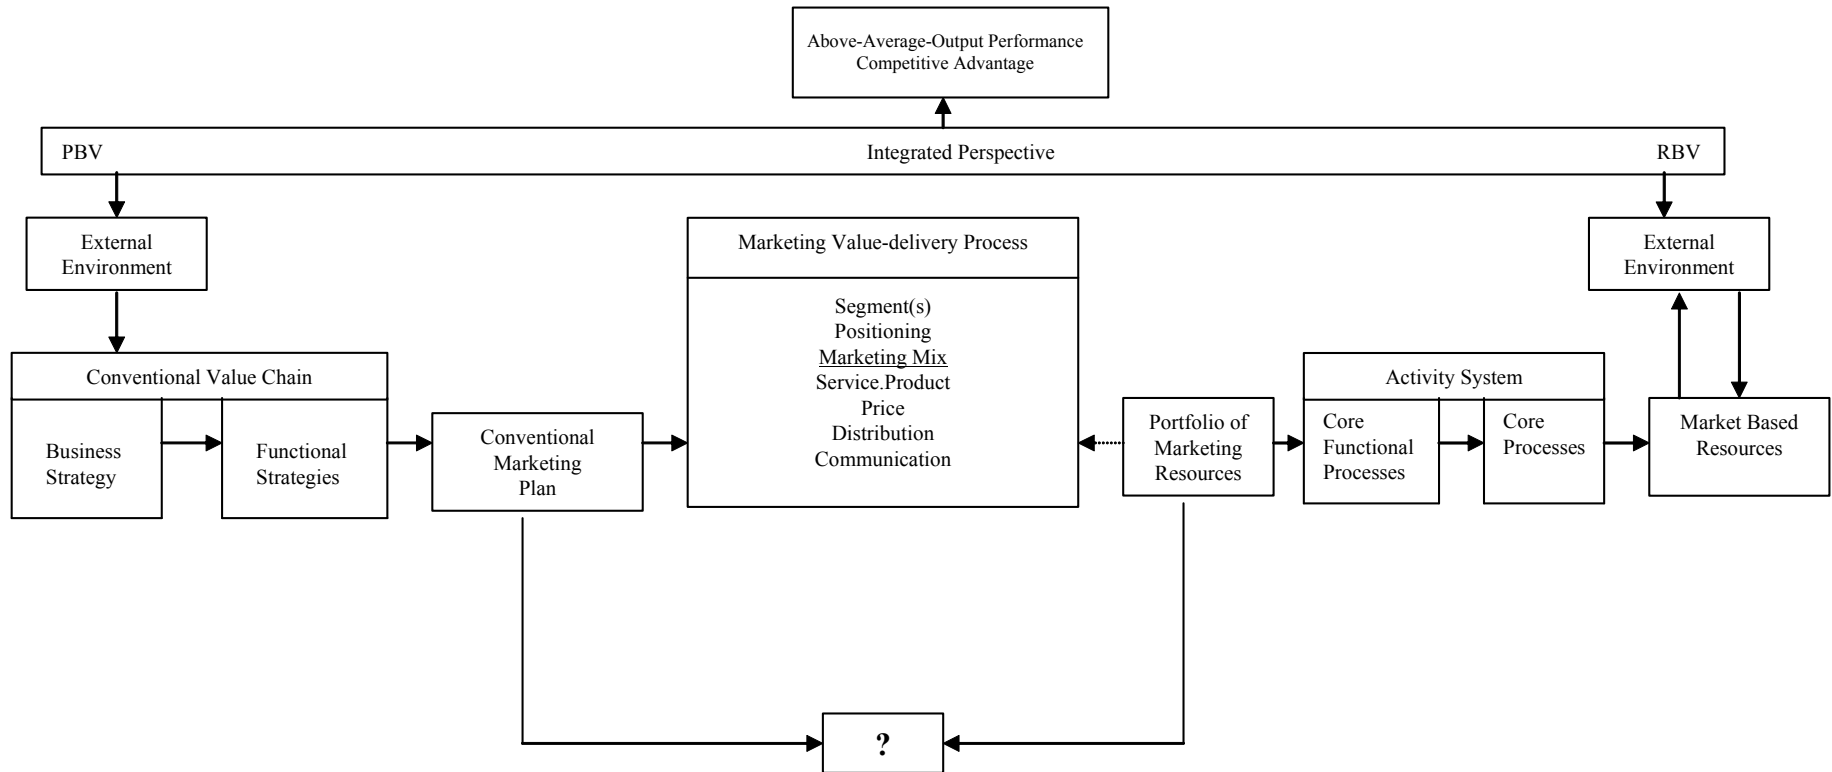 Above-Average-Output Performance
Competitive Advantage
PBV
Integrated Perspective
RBV
External
Environment
Marketing Value-delivery Process
External
Environment
Segment(s)
Positioning
Marketing Mix
Service.Product
Price
Distribution
Communication
Conventional Value Chain
Business
Strategy
Functional
Strategies
Conventional
Marketing
Plan
Portfolio of
Marketing
Resources
Activity System
Core
Functional
Processes
Core
Processes
Market Based
Resources
?